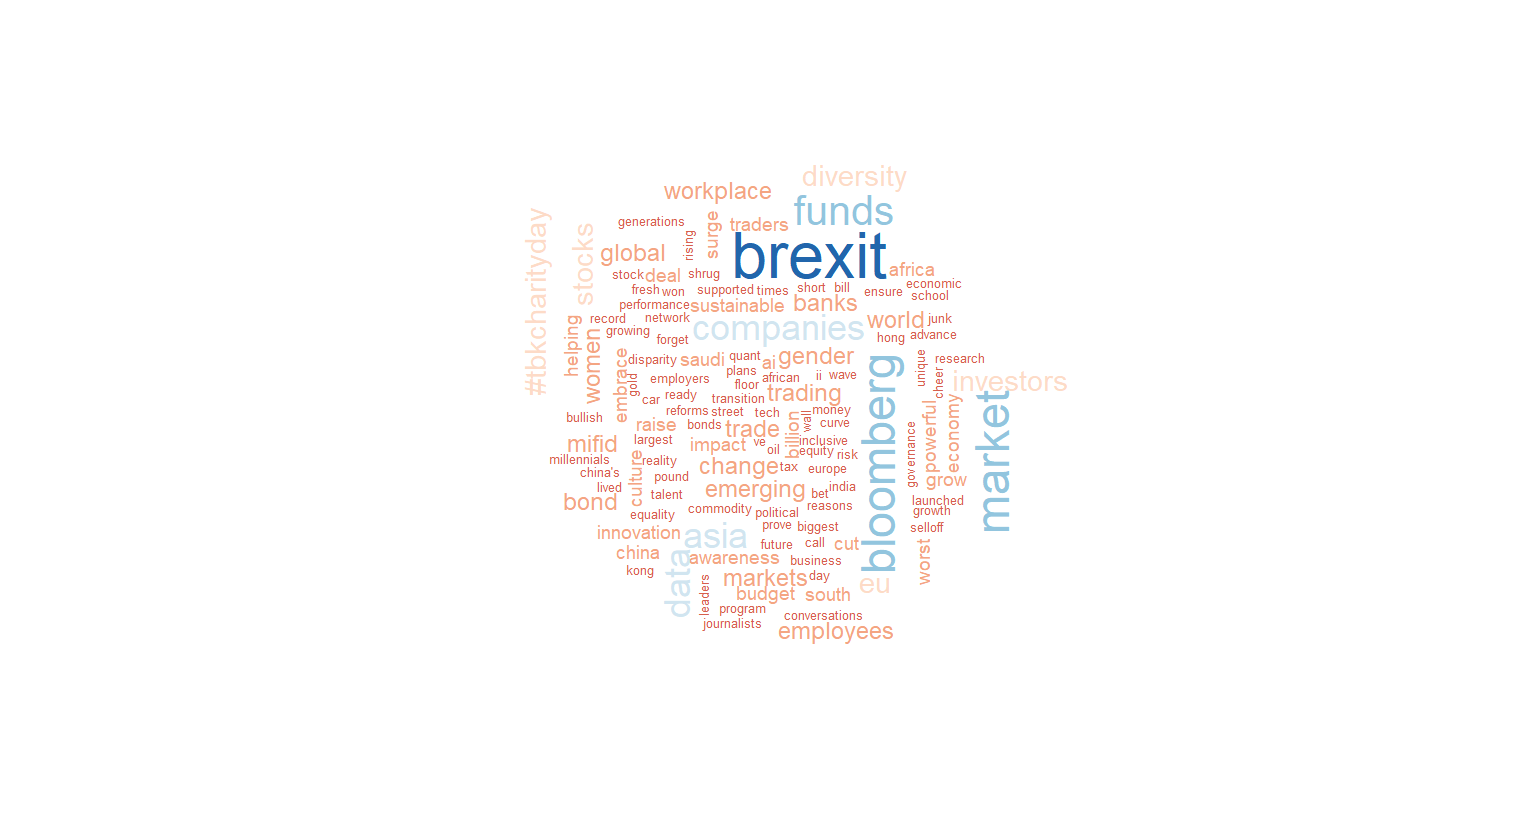 diversity
workplace
funds
generations
traders
surge
#tbkcharityday
stocks
rising
global
brexit
africa
stock
deal
shrug
economic
fresh
won
supported
times
short
bill
ensure
school
performance
sustainable
banks
record
network
companies
world
junk
helping
growing
women
forget
hong
advance
disparity
saudi
quant
ai
gender
unique
research
embrace
gold
employers
plans
african
ii
wave
bloomberg
cheer
investors
floor
car
ready
transition
trading
market
bullish
reforms
street
tech
money
powerful
economy
raise
bonds
trade
billion
wall
curve
mifid
largest
impact
ve
oil
inclusive
equity
risk
governance
millennials
reality
change
tax
europe
china's
culture
pound
grow
lived
talent
emerging
bet
india
bond
launched
equality
commodity
political
reasons
growth
innovation
asia
prove
biggest
selloff
china
data
future
call
cut
worst
awareness
business
kong
leaders
markets
day
eu
budget
south
program
conversations
journalists
employees